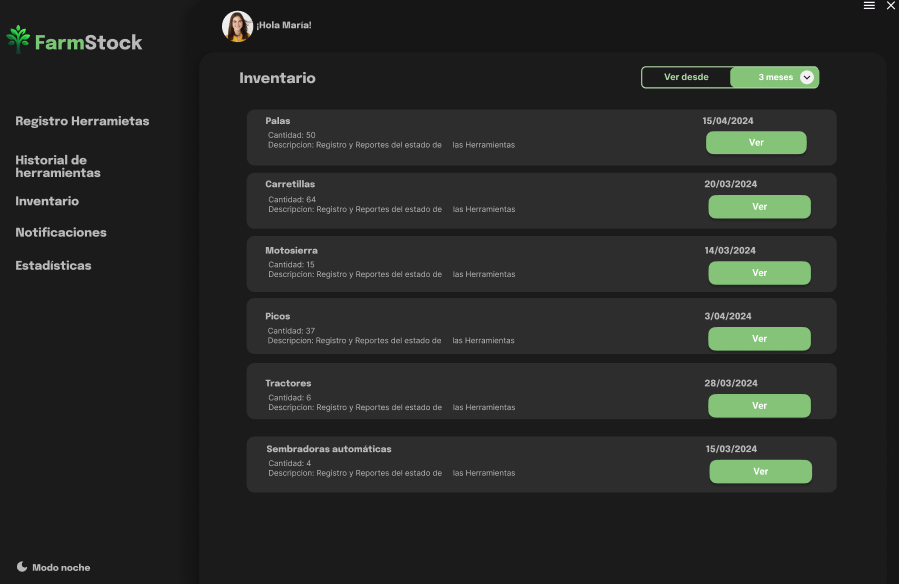 ¡Hola María!
FarmStock
Inventario
Ver desde
3 meses
Registro Herramietas
Historial de
herramientas
Inventario
Notificaciones
Estadísticas
Palas
15/04/2024
Cantidad: 50
Descripcion: Registro y Reportes del estado de las Herramientas
Ver
Carretillas
20/03/2024
Cantidad: 64
Descripcion: Registro y Reportes del estado de las Herramientas
Ver
Motosierra
14/03/2024
Cantidad: 15
Descripcion: Registro y Reportes del estado de las Herramientas
Ver
Picos
3/04/2024
Cantidad: 37
Descripcion: Registro y Reportes del estado de las Herramientas
Ver
Tractores
28/03/2024
Cantidad: 6
Descripcion: Registro y Reportes del estado de las Herramientas
Ver
Sembradoras automáticas
15/03/2024
Cantidad: 4
Descripcion: Registro y Reportes del estado de las Herramientas
Ver
Modo noche